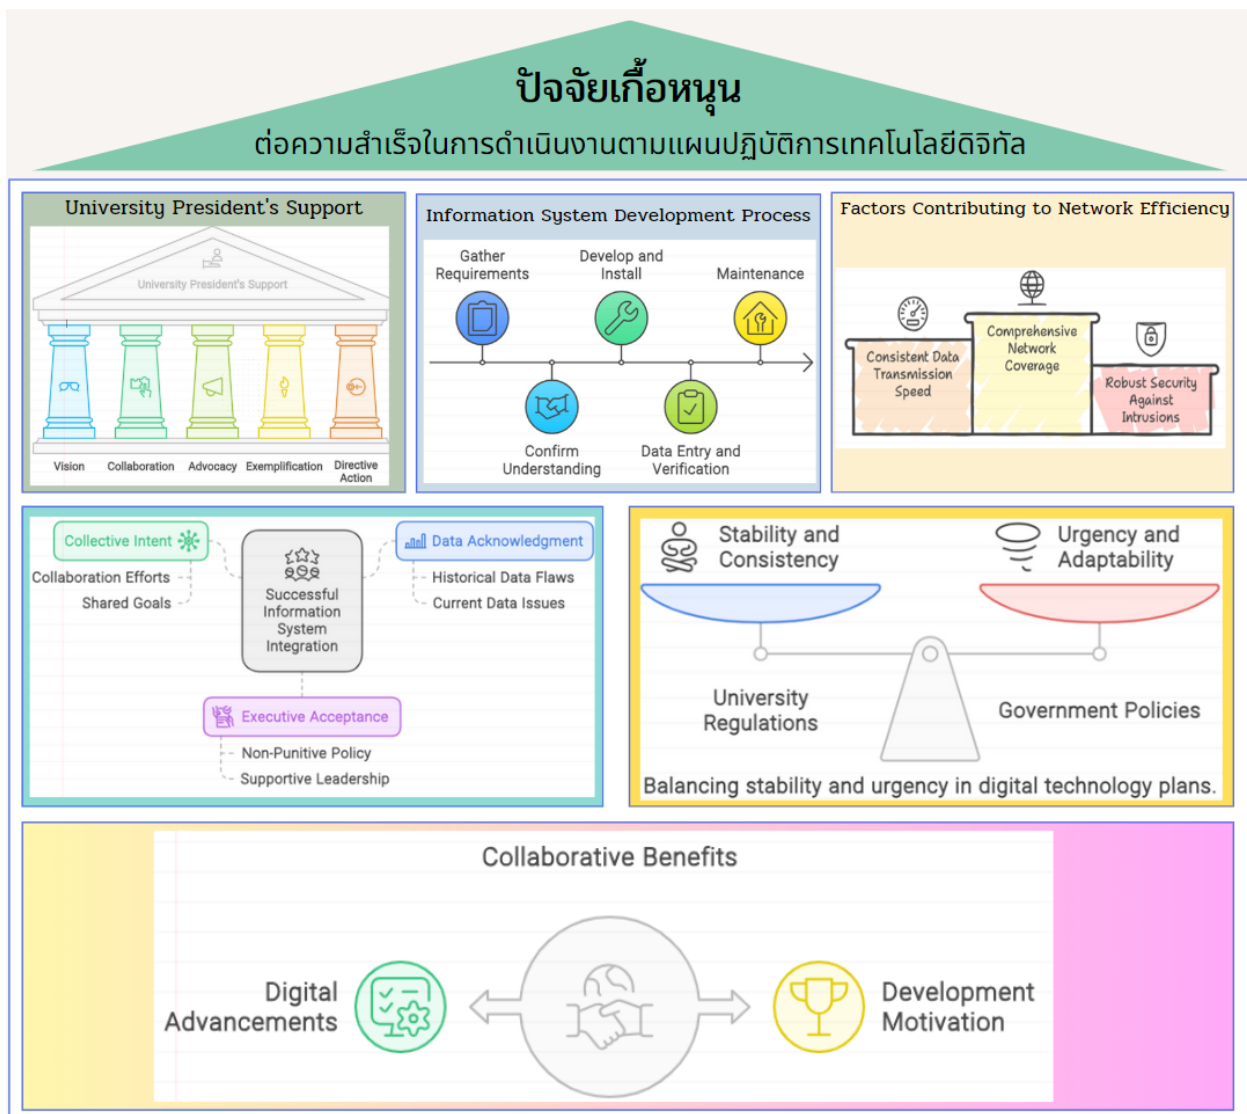 ปัจจัยเกื้อหนุน
ต่อความสำเร็จในการดำเนินงานตามแผนปฏิบัติการเทคโนโลยีดิจิทัล
University President's Support
University President's Support
Vision
Collaboration
Advocacy
Exemplification
Directive
Action
Information System Development Process
Gather
Requirements
Develop and
Install
Maintenance
Confirm
Understanding
Data Entry and
Verification
Factors Contributing to Network Efficiency
Consistent Data
Transmission
Speed
Comprehensive
Network
Coverage
Robust Security
Against
Intrusions
Collective Intent
Collaboration Efforts
Shared Goals
Successful
Information
System
Integration
Data Acknowledgment
Historical Data Flaws
Current Data Issues
Executive Acceptance
Non-Punitive Policy
Supportive Leadership
Stability and
Consistency
Urgency and
Adaptability
University
Regulations
Government Policies
Balancing stability and urgency in digital technology plans.
Collaborative Benefits
Digital
Advancements
Development
Motivation